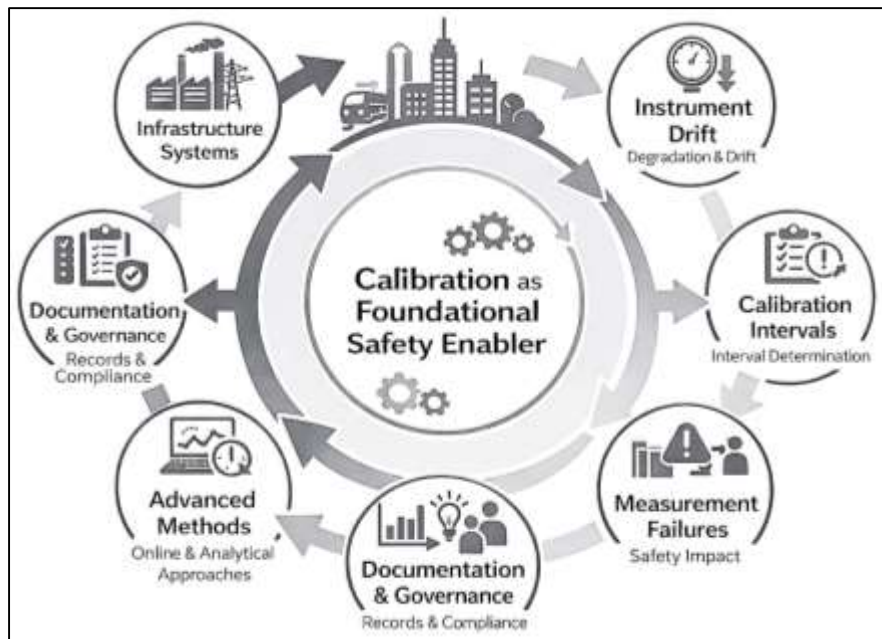 Infrastructure
Systems
Instrument
Drift
Degradation & Drift
Calibration
Intervals
Interval Determination
Measurement
Failures
Safety Impact
Documentation
& Governance
Records & Compliance
Advanced
Methods
Online & Analytical
Approaches
Documentation
& Governance
Records &
Compliance
Calibration as
Foundational
Safety Enabler